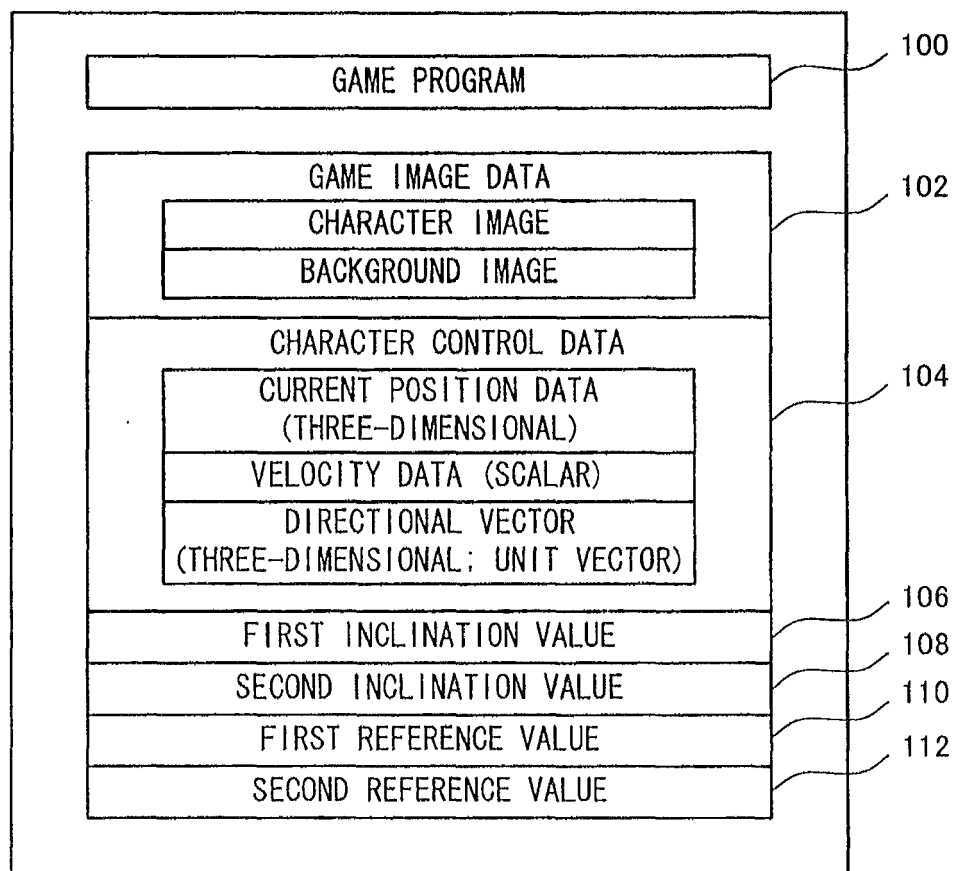 GAME PROGRAM
100
GAME IMAGE DATA
102
CHARACTER IMAGE
BACKGROUND IMAGE
CHARACTER CONTROL DATA
104
CURRENT POSITION DATA
(THREE-DIMENSIONAL)
VELOCITY DATA (SCALAR)
DIRECTIONAL VECTOR
(THREE-DIMENSIONAL; UNIT VECTOR)
FIRST INCLINATION VALUE
106
SECOND INCLINATION VALUE
108
FIRST REFERENCE VALUE
110
SECOND REFERENCE VALUE
112